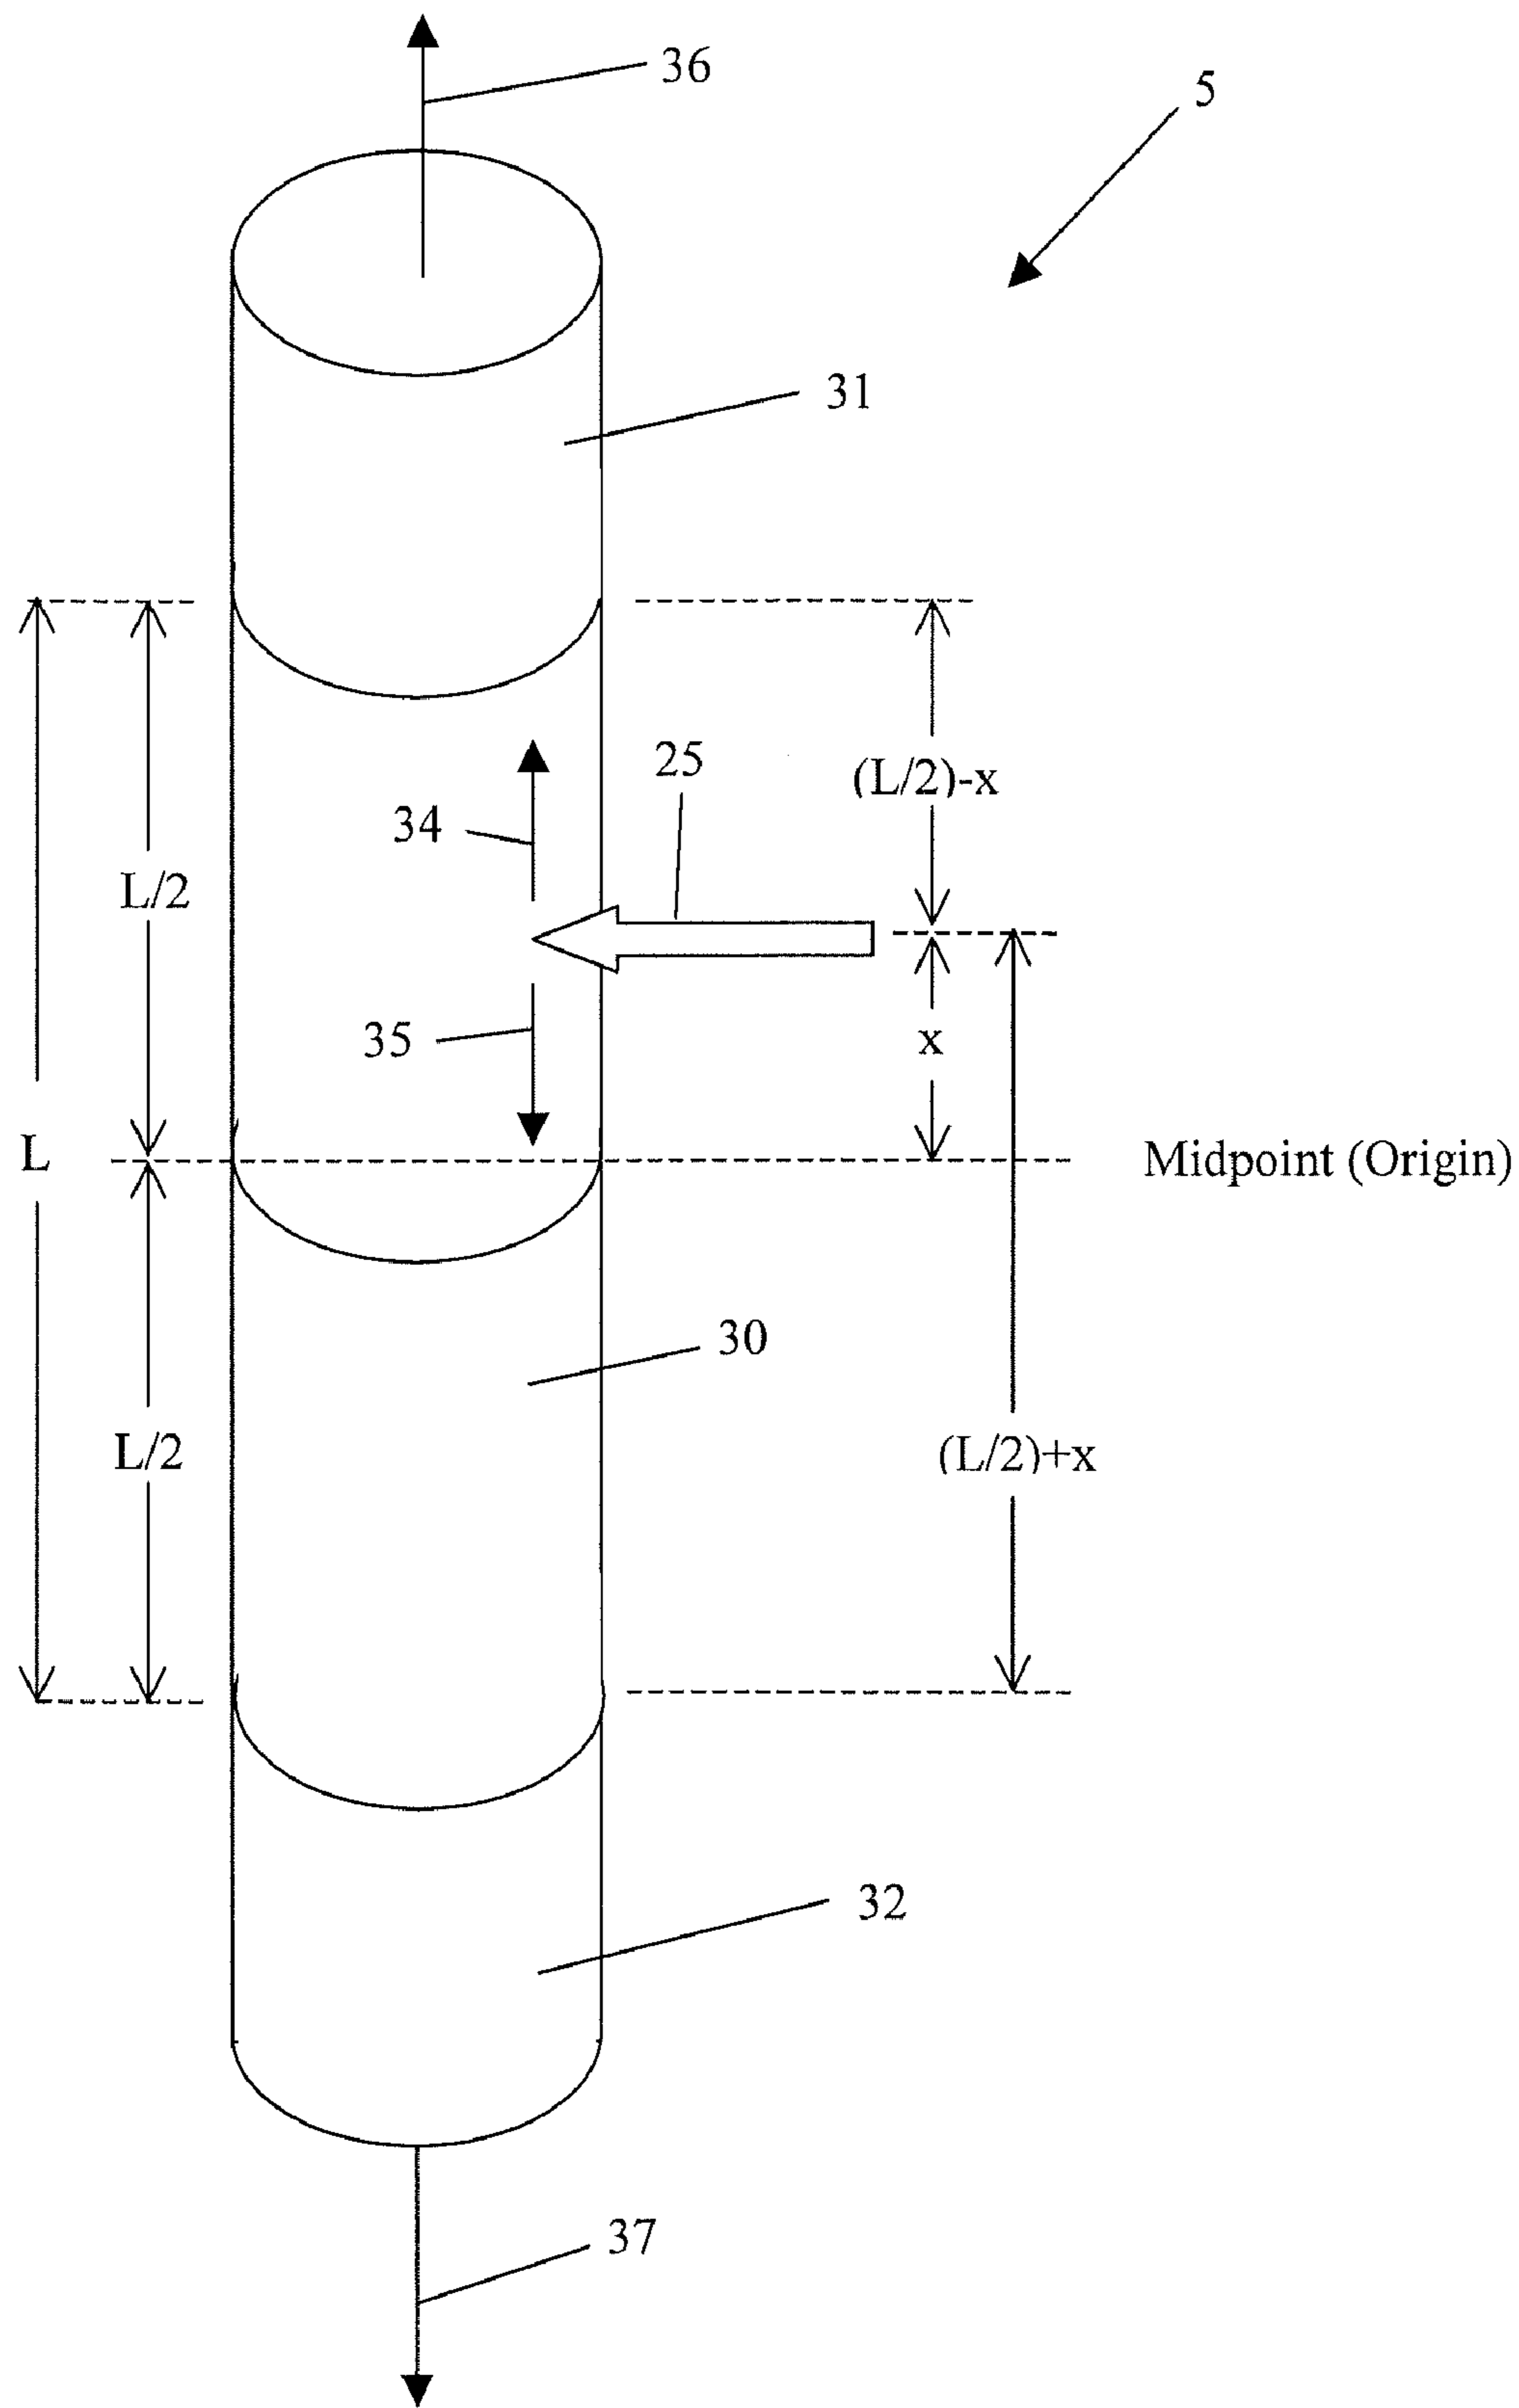 36
5
31
25
(L/2)-x
34
L/2
35
x
L
Midpoint (Origin)
30
L/2
(L/2)+x
32
37